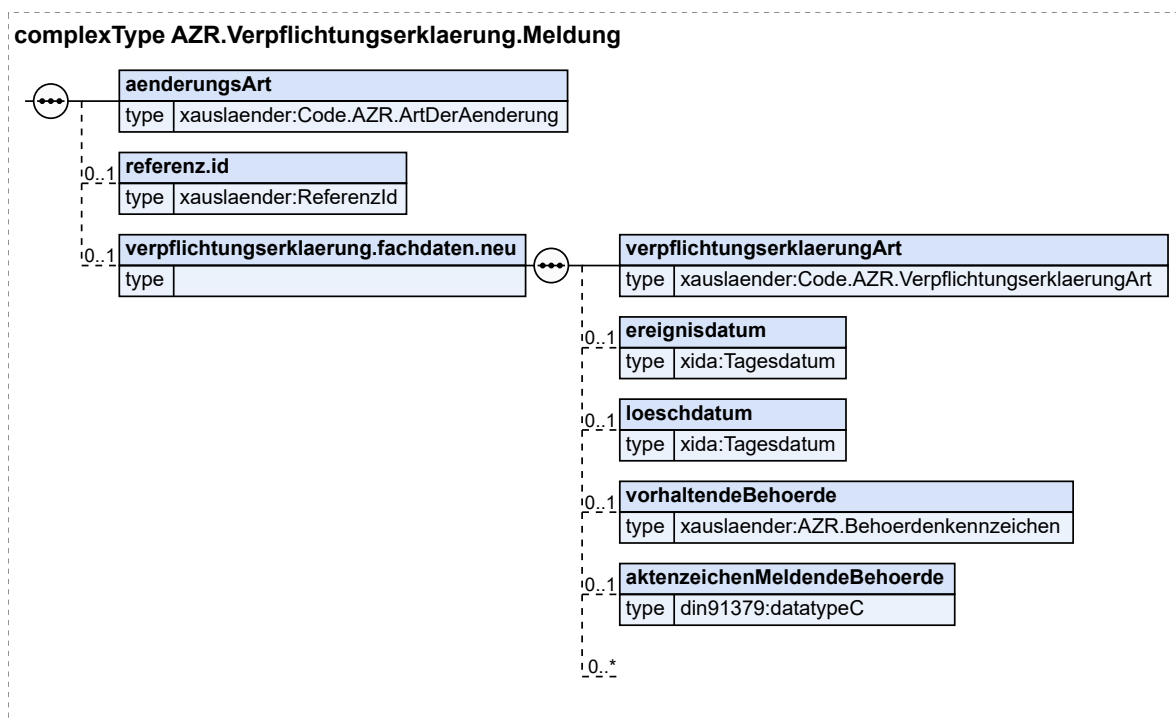 complexType AZR.Verpflichtungserklaerung.Meldung
aenderungsArt
type xauslaender:Code.AZR.ArtDerAenderung
0..1 referenz.id
type xauslaender:ReferenzId
0..1 verpflichtungserklaerung.fachdaten.neu
type
verpflichtungserklaerungArt
type xauslaender:Code.AZR.VerpflichtungserklaerungArt
0..1 ereignisdatum
type xida:Tagesdatum
0..1 loeschdatum
type xida:Tagesdatum
0..1 vorhaltendeBehoerde
type xauslaender:AZR.Behoerdenkennzeichen
0..1 aktenzeichenMeldendeBehoerde
type din91379:datatypeC
0..*